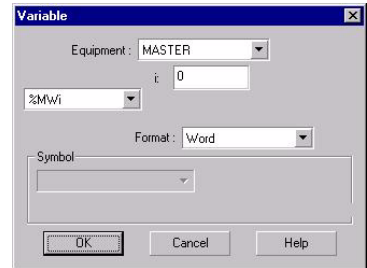 Variable
Equipment : MASTER
i: 0
%MWi
Format : Word
Symbol
OK Cancel Help